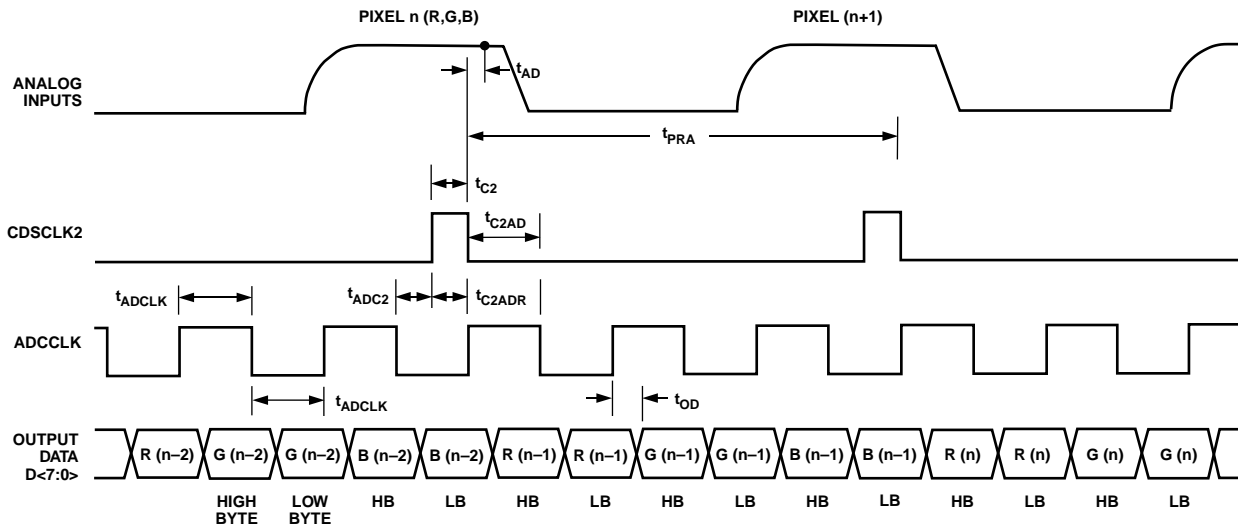 PIXEL n (R,G,B)
PIXEL (n+1)
ANALOG
INPUTS
tAD
tPRA
tC2
tC2AD
CDSCLK2
tADCLK
tADC2
tC2ADR
ADCCLK
tADCLK
tOD
OUTPUT
DATA
D<7:0>
R (n–2) G (n–2) G (n–2) B (n–2) B (n–2) R (n–1) R (n–1) G (n–1) G (n–1) B (n–1) B (n–1) R (n) R (n) G (n) G (n)
HIGH
BYTE
LOW
BYTE
HB LB HB LB HB LB HB LB HB LB HB LB